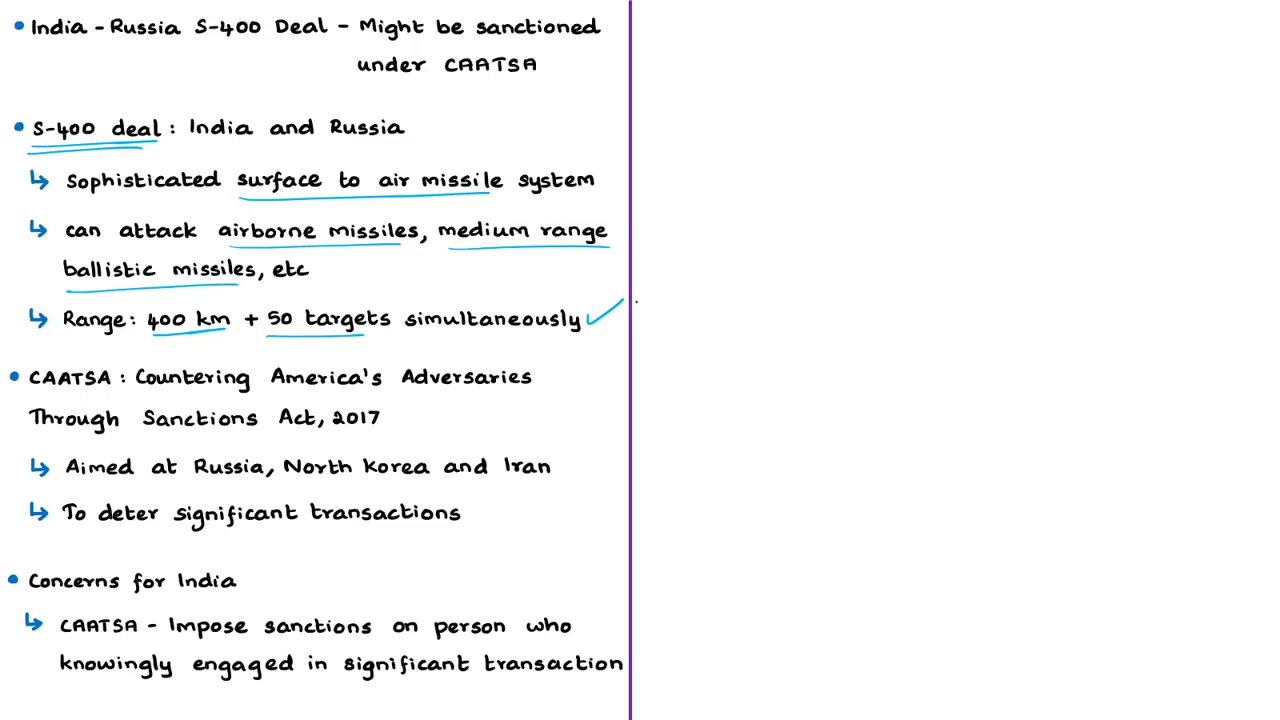 • India - Russia S-400 Deal - Might be sanctioned
under CAATSA
• S-400 deal : India and Russia
↳ Sophisticated surface to air missile system
↳ can attack airborne missiles, medium range
ballistic missiles, etc
↳ Range: 400 km + 50 targets simultaneously
• CAATSA : Countering America's Adversaries
Through Sanctions Act, 2017
↳ Aimed at Russia, North Korea and Iran
↳ To deter significant transactions
• Concerns for India
↳ CAATSA - Impose sanctions on person who
knowingly engaged in significant transaction